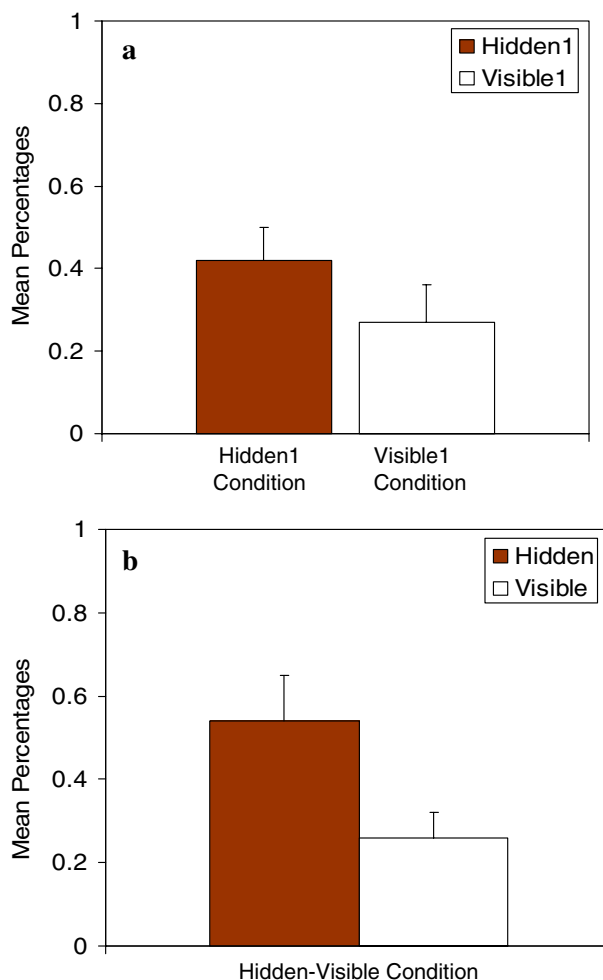 1
a
Hidden1
Visible1
0.8
0.6
Mean Percentages
0.4
0.2
0
Hidden1 Visible1
Condition Condition
1
b
Hidden
Visible
0.8
0.6
Mean Percentages
0.4
0.2
0
Hidden-Visible Condition